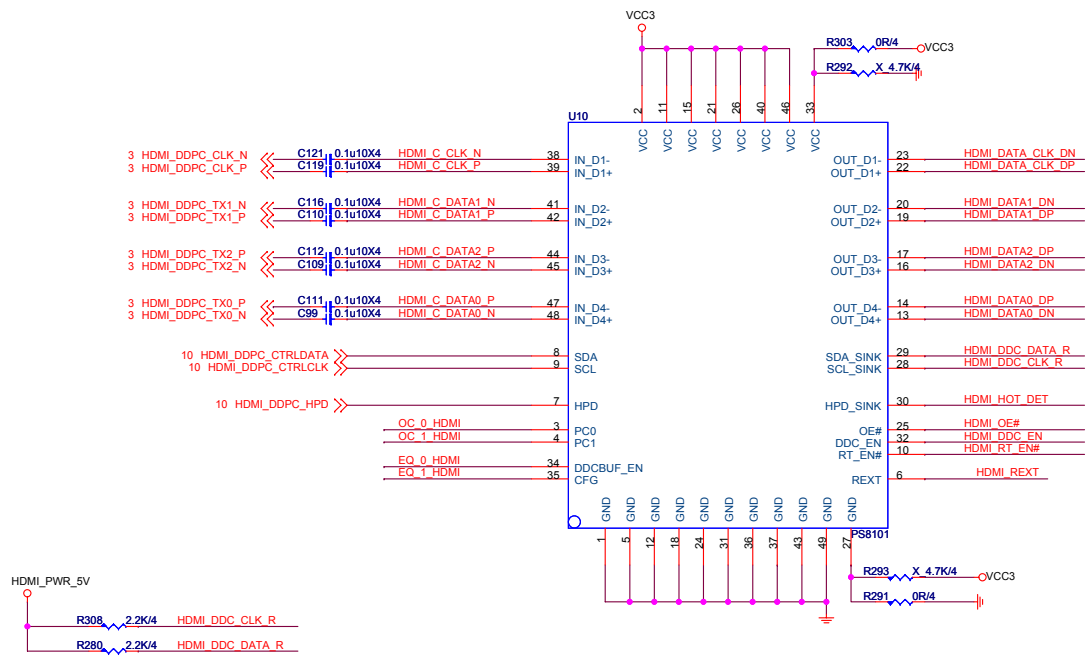 VCC3
R303 0R/4 VCC3
R292 X_4.7K/4
2 11 15 21 26 40 46 33
U10
VCC VCC VCC VCC VCC VCC VCC VCC
3 HDMI_DDPC_CLK_N C121 0.1u10X4 HDMI_C_CLK_N 38 IN_D1- OUT_D1- 23 HDMI_DATA_CLK_DN
3 HDMI_DDPC_CLK_P C119 0.1u10X4 HDMI_C_CLK_P 39 IN_D1+ OUT_D1+ 22 HDMI_DATA_CLK_DP
3 HDMI_DDPC_TX1_N C116 0.1u10X4 HDMI_C_DATA1_N 41 IN_D2- OUT_D2- 20 HDMI_DATA1_DN
3 HDMI_DDPC_TX1_P C110 0.1u10X4 HDMI_C_DATA1_P 42 IN_D2+ OUT_D2+ 19 HDMI_DATA1_DP
3 HDMI_DDPC_TX2_P C112 0.1u10X4 HDMI_C_DATA2_P 44 IN_D3- OUT_D3- 17 HDMI_DATA2_DP
3 HDMI_DDPC_TX2_N C109 0.1u10X4 HDMI_C_DATA2_N 45 IN_D3+ OUT_D3+ 16 HDMI_DATA2_DN
3 HDMI_DDPC_TX0_P C111 0.1u10X4 HDMI_C_DATA0_P 47 IN_D4- OUT_D4- 14 HDMI_DATA0_DP
3 HDMI_DDPC_TX0_N C99 0.1u10X4 HDMI_C_DATA0_N 48 IN_D4+ OUT_D4+ 13 HDMI_DATA0_DN
10 HDMI_DDPC_CTRLDATA 8 SDA SDA_SINK 29 HDMI_DDC_DATA_R
10 HDMI_DDPC_CTRLCLK 9 SCL SCL_SINK 28 HDMI_DDC_CLK_R
10 HDMI_DDPC_HPD 7 HPD HPD_SINK 30 HDMI_HOT_DET
OC_0_HDMI 3 PC0 OE# 25 HDMI_OE#
OC_1_HDMI 4 PC1 DDC_EN 32 HDMI_DDC_EN
RT_EN# 10 HDMI_RT_EN#
EQ_0_HDMI 34 DDCBUF_EN
EQ_1_HDMI 35 CFG REXT 6 HDMI_REXT
GND GND GND GND GND GND GND GND GND GND GND
PS8101
1 5 12 18 24 31 36 37 43 49 27
R293 X_4.7K/4 VCC3
R291 0R/4
HDMI_PWR_5V
R308 2.2K/4 HDMI_DDC_CLK_R
R280 2.2K/4 HDMI_DDC_DATA_R